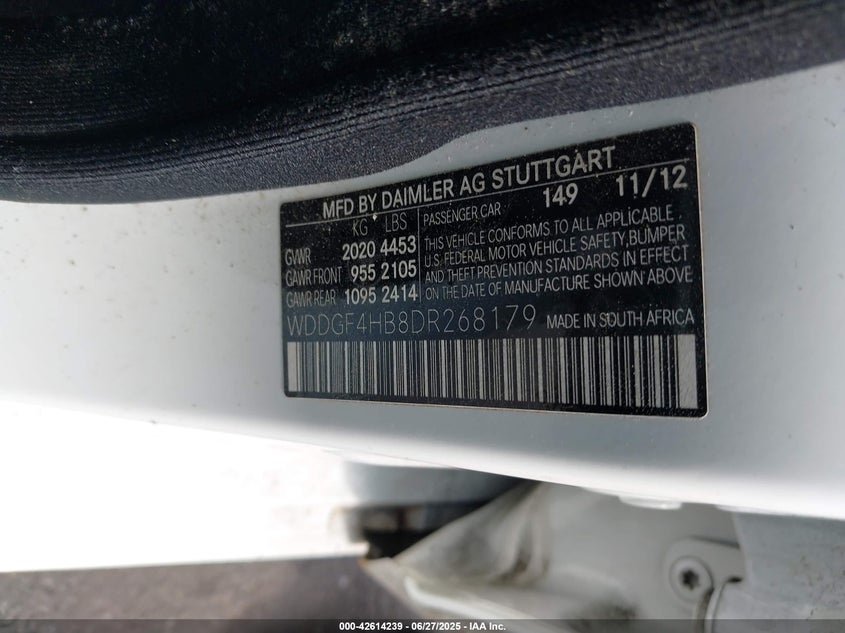 MFD BY DAIMLER AG STUTTGART
KG LBS PASSENGER CAR 149 11/12
GVWR 2020 4453
GAWR FRONT 955 2105
GAWR REAR 1095 2414
THIS VEHICLE CONFORMS TO ALL APPLICABLE
U.S. FEDERAL MOTOR VEHICLE SAFETY,BUMPER
AND THEFT PREVENTION STANDARDS IN EFFECT
ON THE DATE OF MANUFACTURE SHOWN ABOVE
WDDGF4HB8DR268179 MADE IN SOUTH AFRICA
000-42614239 - 06/27/2025 - IAA Inc.